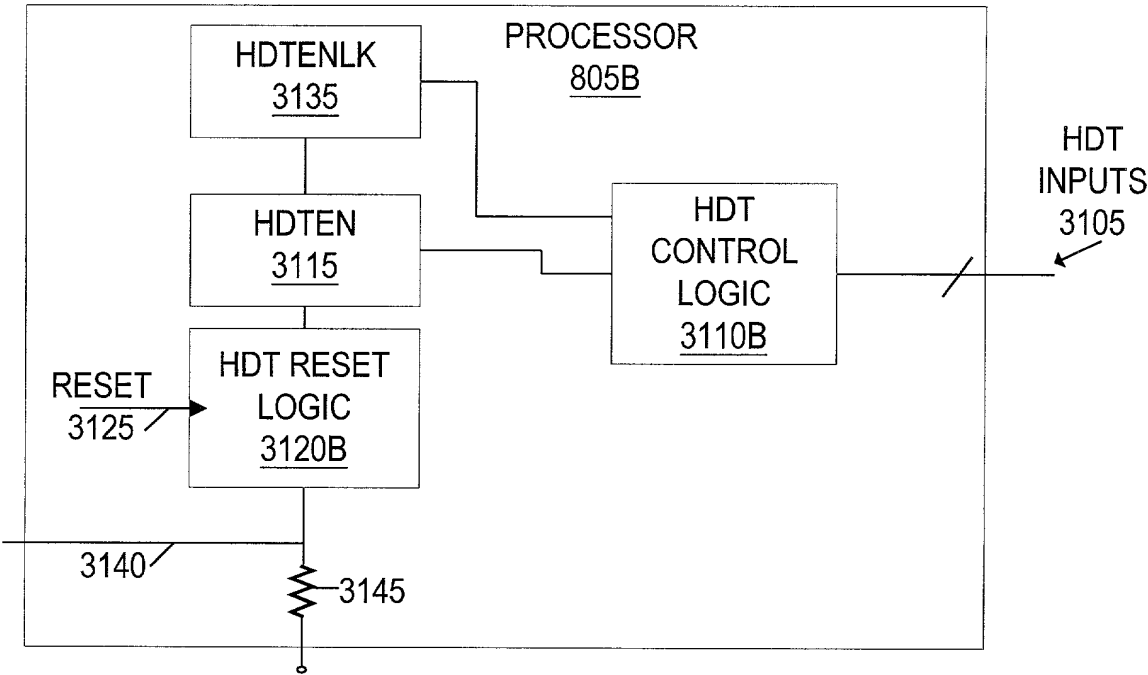 PROCESSOR
805B
HDTENLK
3135
HDTEN
3115
HDT
CONTROL
LOGIC
3110B
HDT
INPUTS
3105
HDT RESET
LOGIC
3120B
RESET
3125
3140
3145